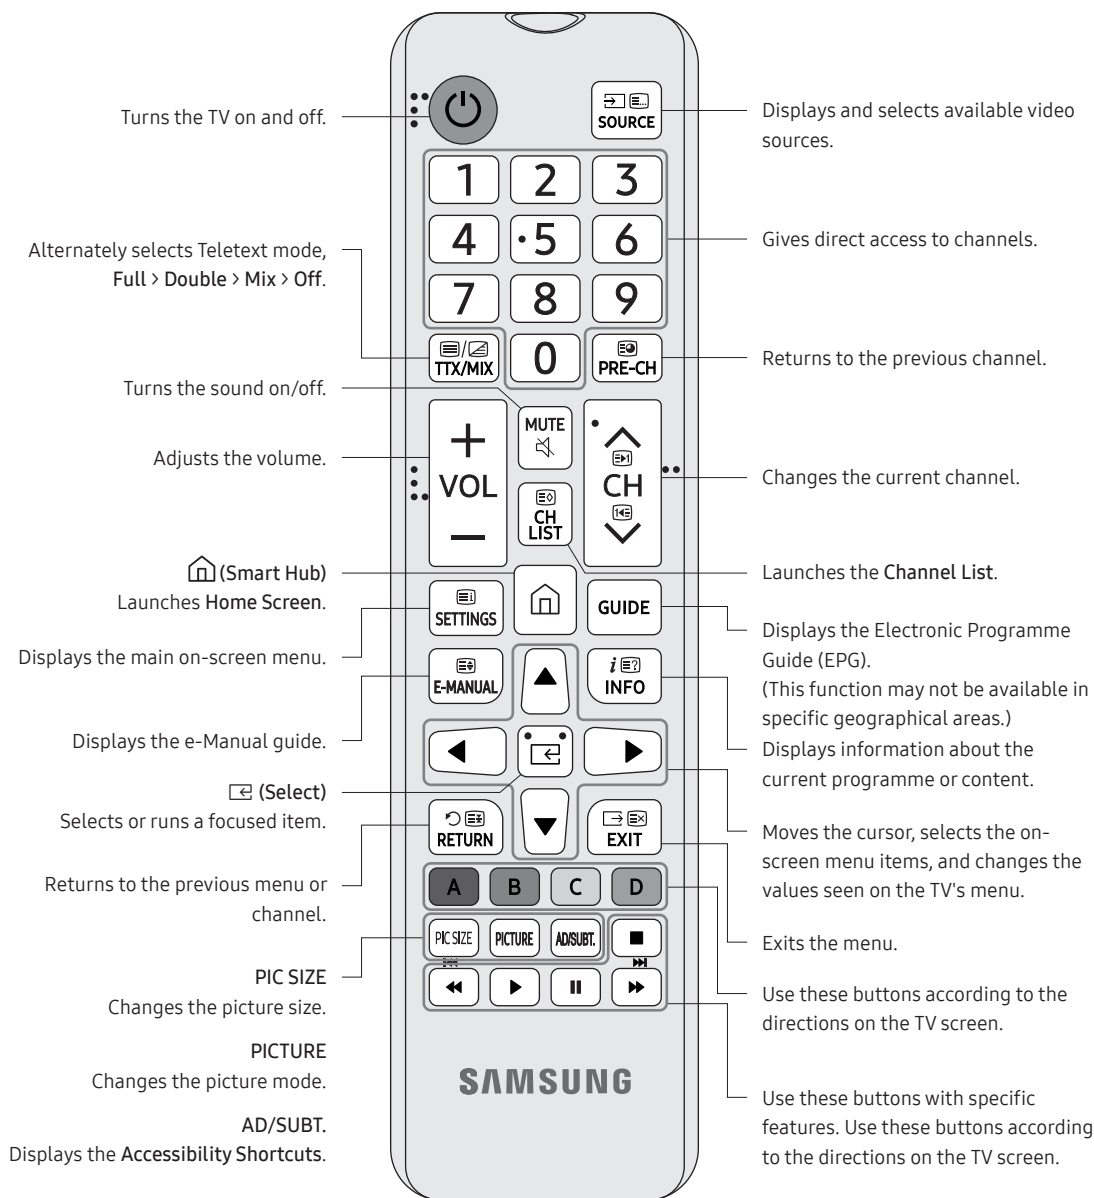 Turns the TV on and off.
Alternately selects Teletext mode,
Full > Double > Mix > Off.
Turns the sound on/off.
Adjusts the volume.
(Smart Hub)
Launches Home Screen.
Displays the main on-screen menu.
Displays the e-Manual guide.
(Select)
Selects or runs a focused item.
Returns to the previous menu or
channel.
PIC SIZE
Changes the picture size.
PICTURE
Changes the picture mode.
AD/SUBT.
Displays the Accessibility Shortcuts.
SOURCE
1 2 3
4 5 6
7 8 9
TTX/MIX 0 PRE-CH
MUTE
VOL
CH
CH
LIST
SETTINGS
GUIDE
E-MANUAL
i
INFO
RETURN
EXIT
A B C D
PIC SIZE PICTURE AD/SUBT.
SAMSUNG
Displays and selects available video
sources.
Gives direct access to channels.
Returns to the previous channel.
Changes the current channel.
Launches the Channel List.
Displays the Electronic Programme
Guide (EPG).
(This function may not be available in
specific geographical areas.)
Displays information about the
current programme or content.
Moves the cursor, selects the on-
screen menu items, and changes the
values seen on the TV's menu.
Exits the menu.
Use these buttons according to the
directions on the TV screen.
Use these buttons with specific
features. Use these buttons according
to the directions on the TV screen.